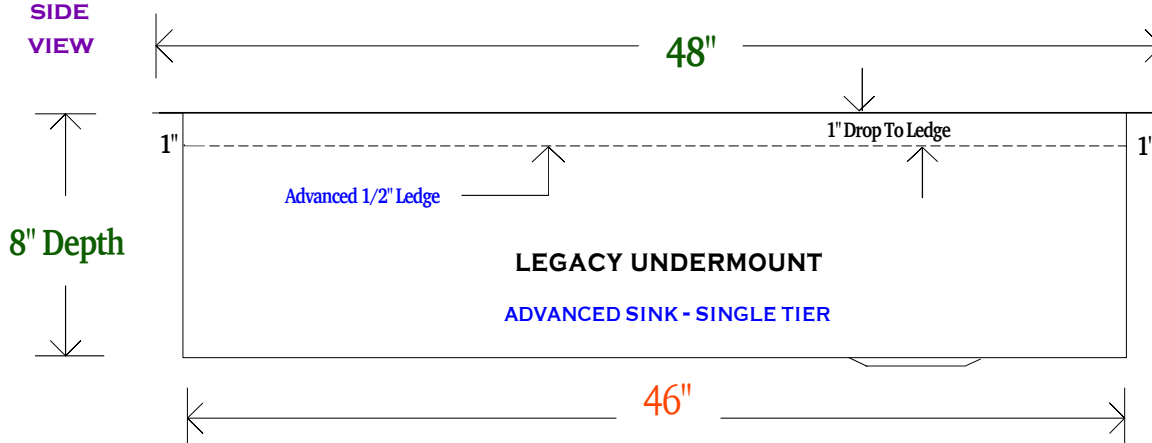 SIDE
VIEW
48"
1" Drop To Ledge
1"
1"
Advanced 1/2" Ledge
8" Depth
LEGACY UNDERMOUNT
ADVANCED SINK - SINGLE TIER
46"